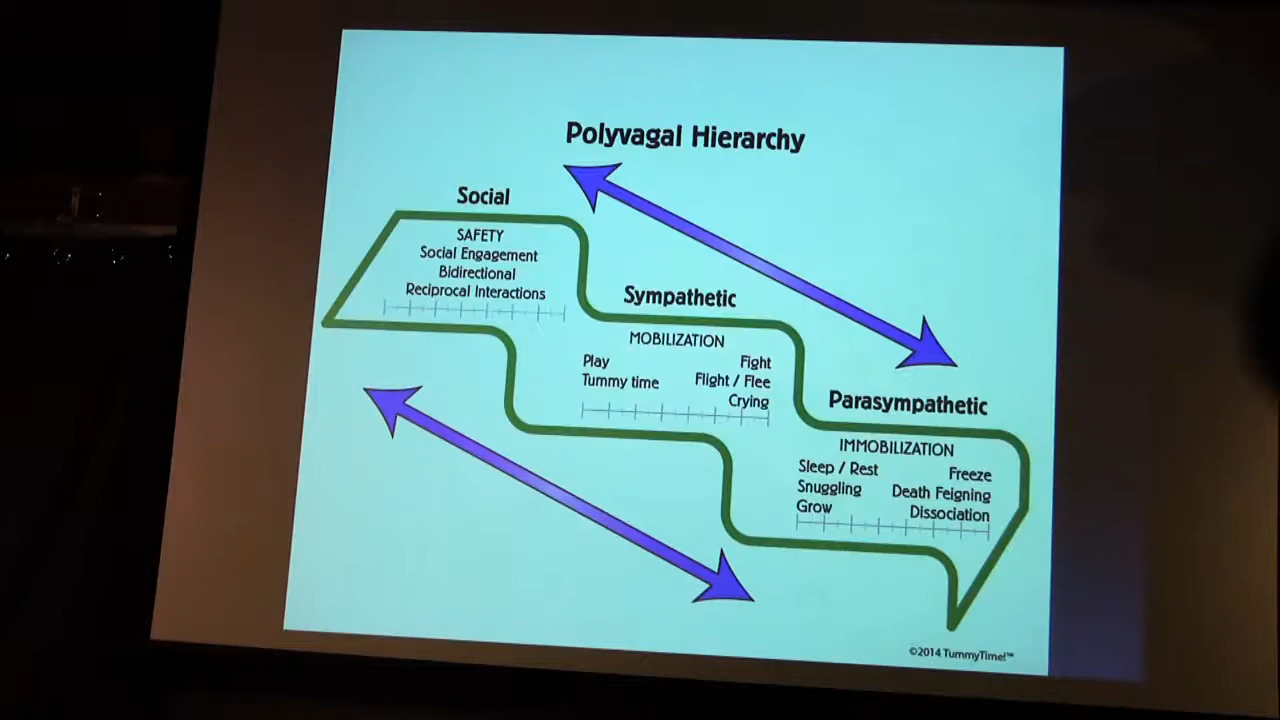 Polyvagal Hierarchy
Social
SAFETY
Social Engagement
Bidirectional
Reciprocal Interactions
Sympathetic
MOBILIZATION
Play
Tummy time
Fight
Flight / Flee
Crying
Parasympathetic
IMMOBILIZATION
Sleep / Rest
Snuggling
Grow
Freeze
Death Feigning
Dissociation
©2014 TummyTime!™